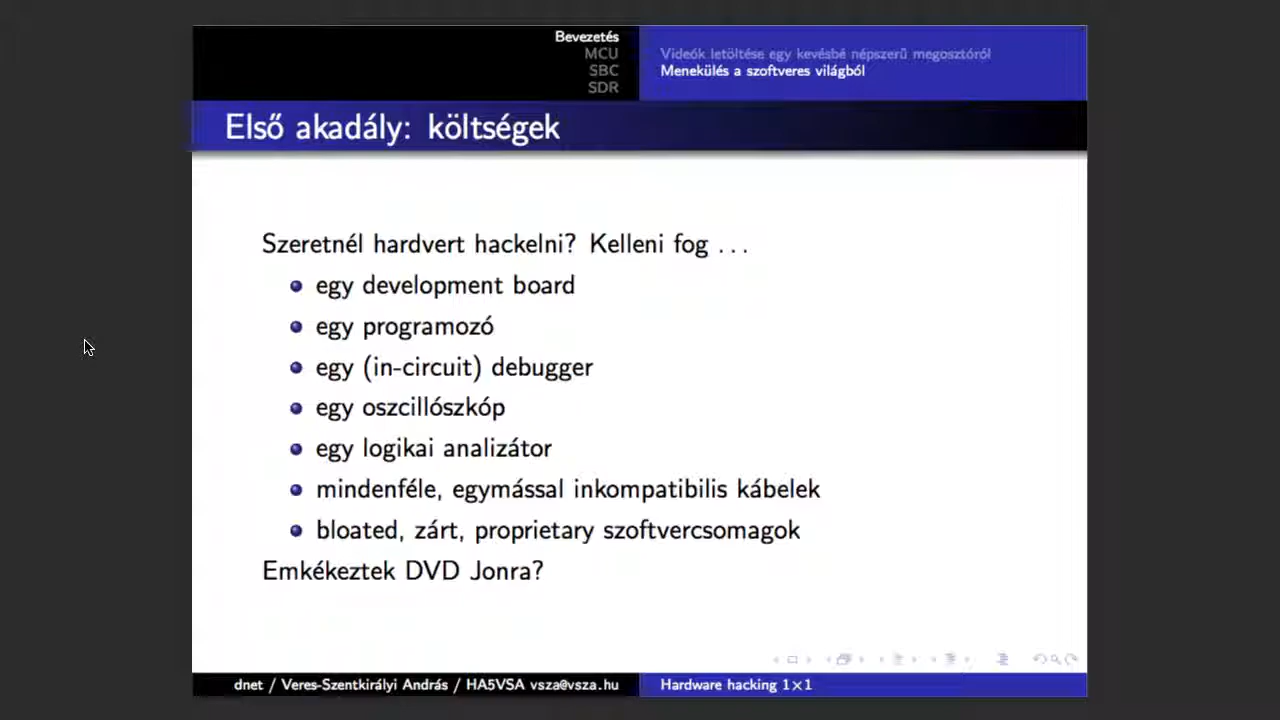 Bevezetés
MCU
SBC
SDR
Videók letöltése egy kevésbé népszerű megosztóról
Menekülés a szoftveres világból
Első akadály: költségek
Szeretnél hardvert hackelni? Kelleni fog ...
egy development board
egy programozó
egy (in-circuit) debugger
egy oszcillószkóp
egy logikai analizátor
mindenféle, egymással inkompatibilis kábelek
bloated, zárt, proprietary szoftvercsomagok
Emkékeztek DVD Jonra?
dnet / Veres-Szentkirályi András / HA5VSA vsza@vsza.hu
Hardware hacking 1×1